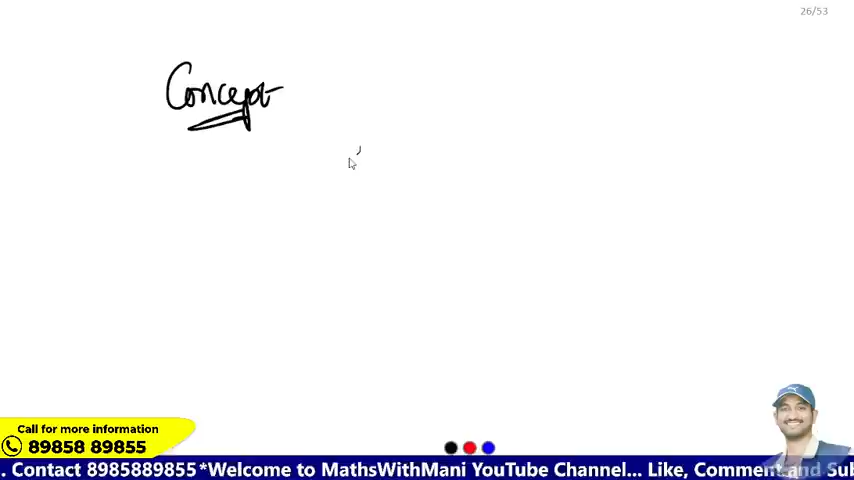 26/53
Concept
Call for more information
89858 89855
. Contact 8985889855 *Welcome to MathsWithMani YouTube Channel... Like, Comment and Sub